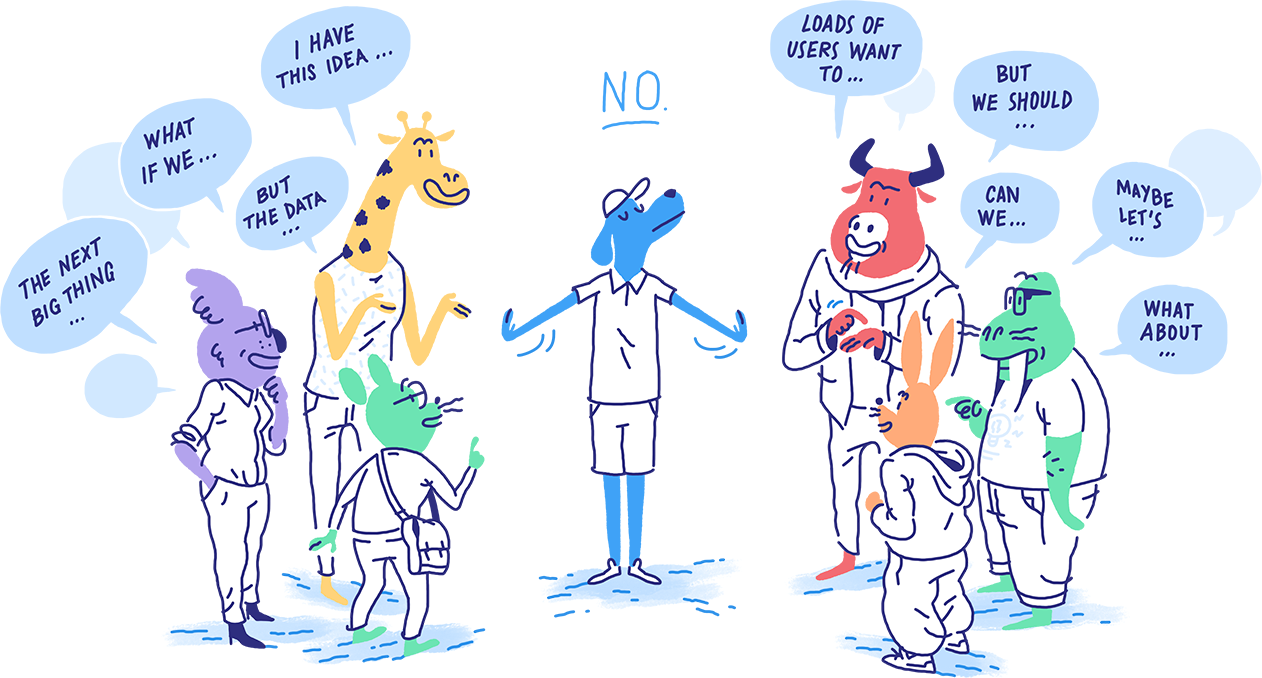 I HAVE
THIS IDEA ...
WHAT
IF WE ...
BUT
THE DATA
...
THE NEXT
BIG THING
...
NO.
LOADS OF
USERS WANT
TO ...
BUT
WE SHOULD
...
CAN
WE...
MAYBE
LET'S
...
WHAT
ABOUT
...